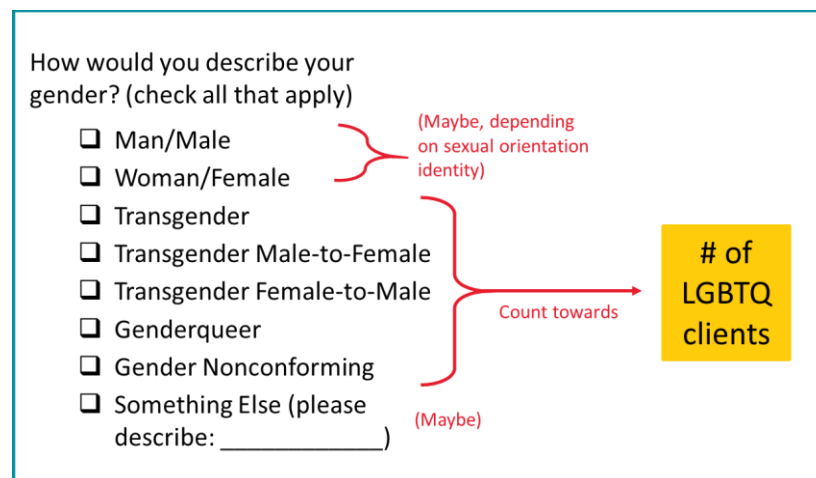 How would you describe your
gender? (check all that apply)
❑ Man/Male
❑ Woman/Female
❑ Transgender
❑ Transgender Male-to-Female
❑ Transgender Female-to-Male
❑ Genderqueer
❑ Gender Nonconforming
❑ Something Else (please
describe: _____________)
(Maybe, depending
on sexual orientation
identity)
Count towards
(Maybe)
# of
LGBTQ
clients